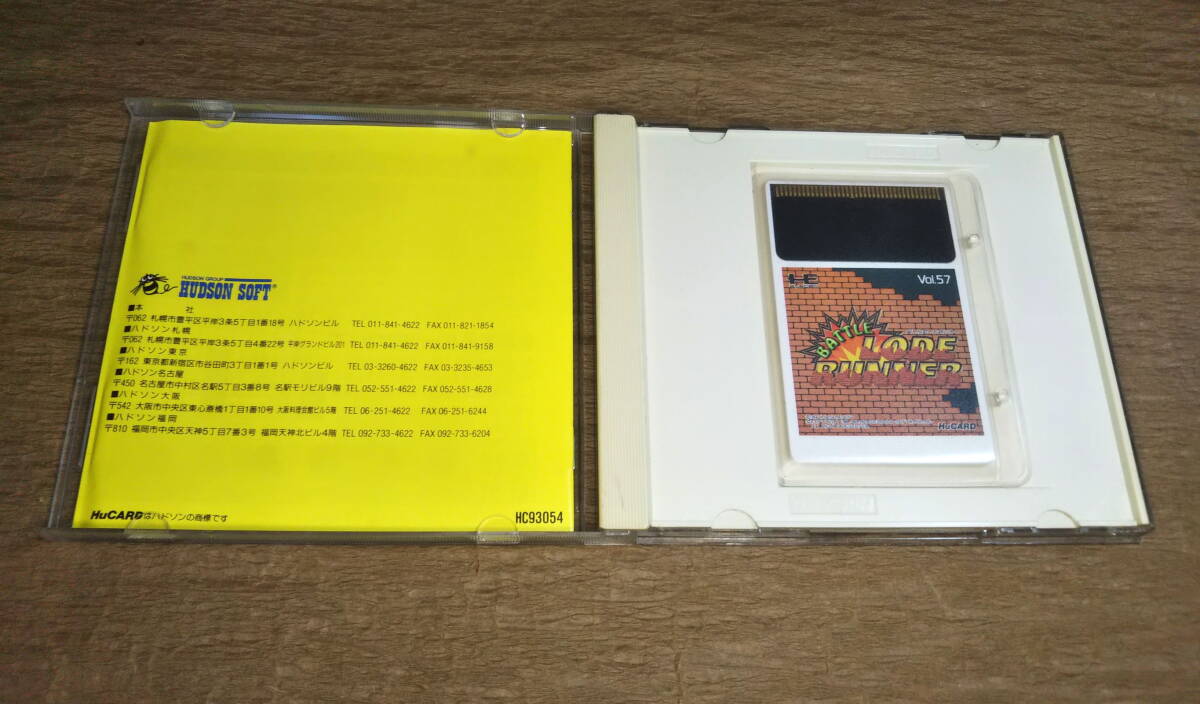 HUDSON GROUP
HUDSON SOFT®
■本　　　社
〒062 札幌市豊平区平岸3条5丁目1番18号 ハドソンビル TEL 011-841-4622 FAX 011-821-1854
■ハドソン札幌
〒062 札幌市豊平区平岸3条5丁目4番22号 平岸グランドビル201 TEL 011-841-4622 FAX 011-841-9158
■ハドソン東京
〒162 東京都新宿区市谷田町3丁目1番1号 ハドソンビル TEL 03-3260-4622 FAX 03-3235-4653
■ハドソン名古屋
〒450 名古屋市中村区名駅5丁目3番8号 名駅モリビル9階 TEL 052-551-4622 FAX 052-551-4628
■ハドソン大阪
〒542 大阪市中央区東心斎橋1丁目1番10号 大阪料理会館ビル5階 TEL 06-251-4622 FAX 06-251-6244
■ハドソン福岡
〒810 福岡市中央区天神5丁目7番3号 福岡天神北ビル4階 TEL 092-733-4622 FAX 092-733-6204
HuCARDはハドソンの商標です
HC93054
Vol.57
BATTLE
LODE
RUNNER
HuCARD